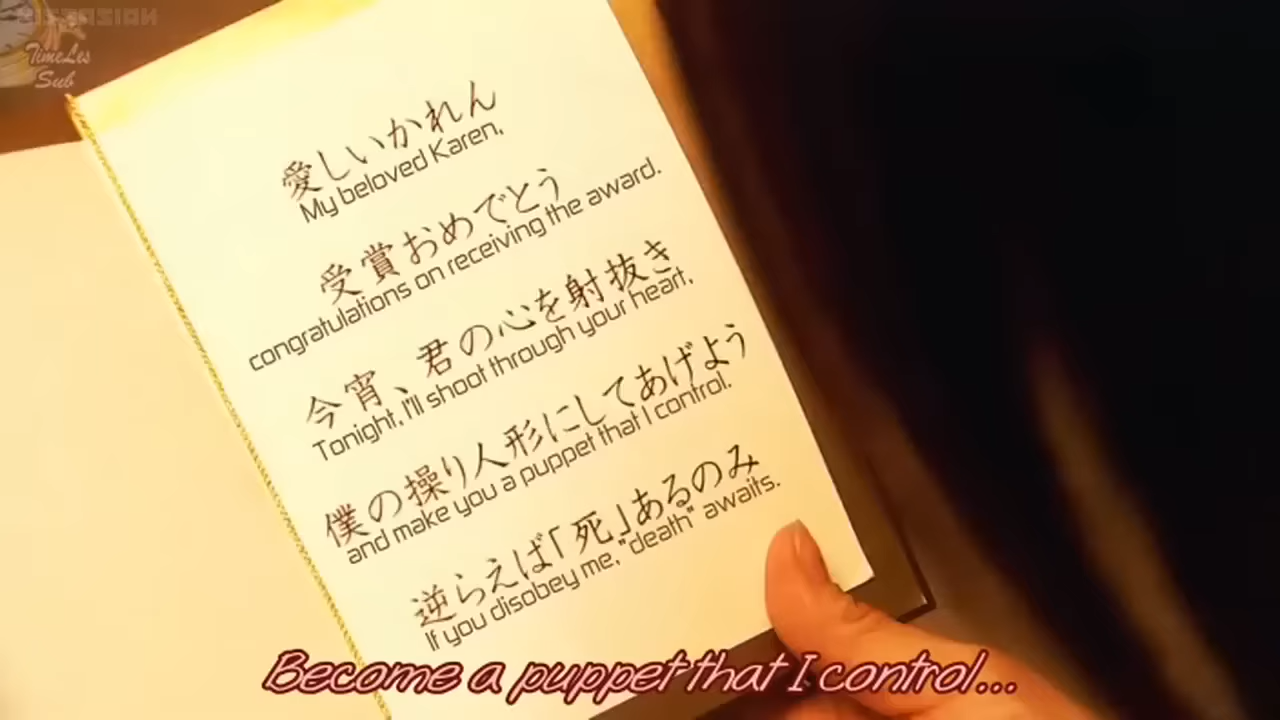 TimeLes
Sub
愛しいかれん
My beloved Karen,
受賞おめでとう
congratulations on receiving the award.
今宵、君の心を射抜き
Tonight, I'll shoot through your heart,
僕の操り人形にしてあげよう
and make you a puppet that I control.
逆らえば「死」あるのみ
If you disobey me, "death" awaits.
Become a puppet that I control...